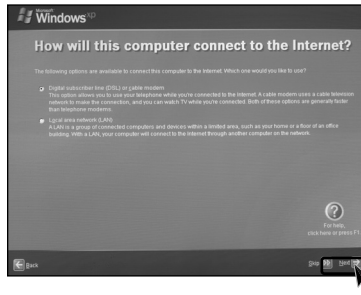 Microsoft
Windows xp
How will this computer connect to the Internet?
The following options are available to connect this computer to the Internet. Which one would you like to use?
Digital subscriber line (DSL) or cable modem
This option allows you to use your telephone while you're connected to the Internet. A cable modem uses a cable television
network to make the connection, and you can watch TV while you're connected. Both of these options are generally faster
than telephone modems.
Local area network (LAN)
A LAN is a group of connected computers and devices within a limited area, such as your home or a floor of an office
building. With a LAN, your computer will connect to the Internet through another computer on the network.
For help,
click here or press F1
Back
Skip
Next